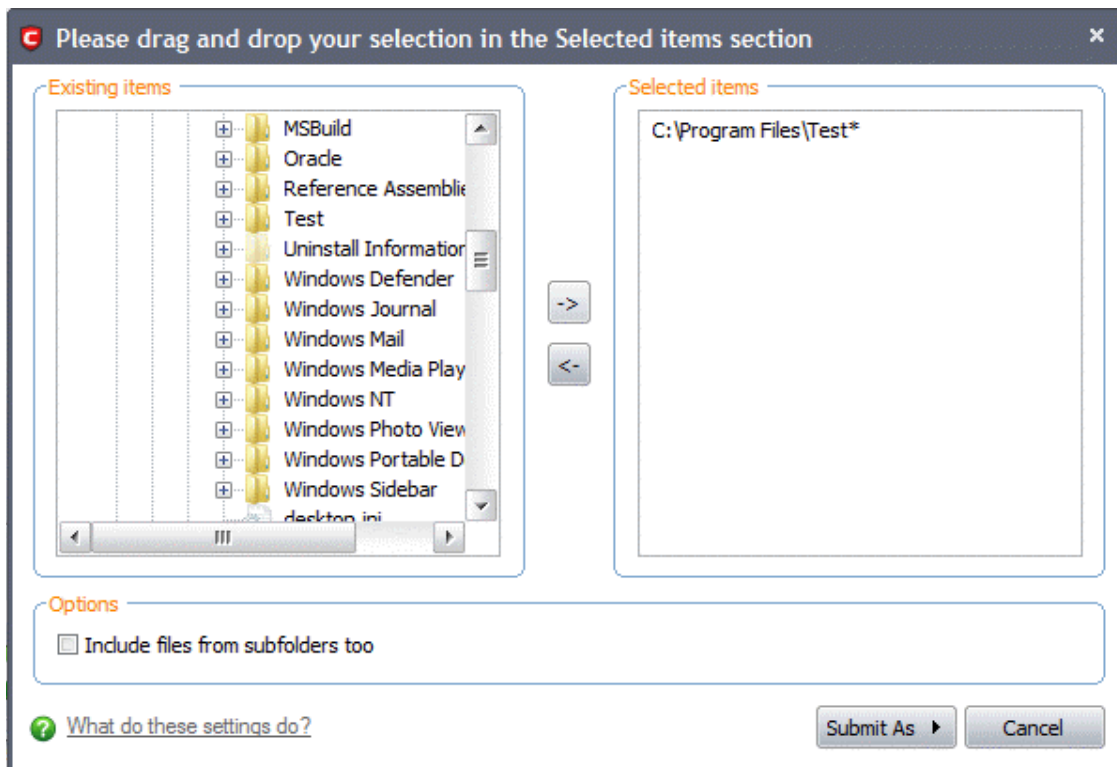 Please drag and drop your selection in the Selected items section
Existing items
MSBuild
Oracle
Reference Assemblie
Test
Uninstall Information
Windows Defender
Windows Journal
Windows Mail
Windows Media Play
Windows NT
Windows Photo View
Windows Portable D
Windows Sidebar
desktop.ini
->
<-
Selected items
C:\Program Files\Test*
Options
Include files from subfolders too
What do these settings do?
Submit As
Cancel